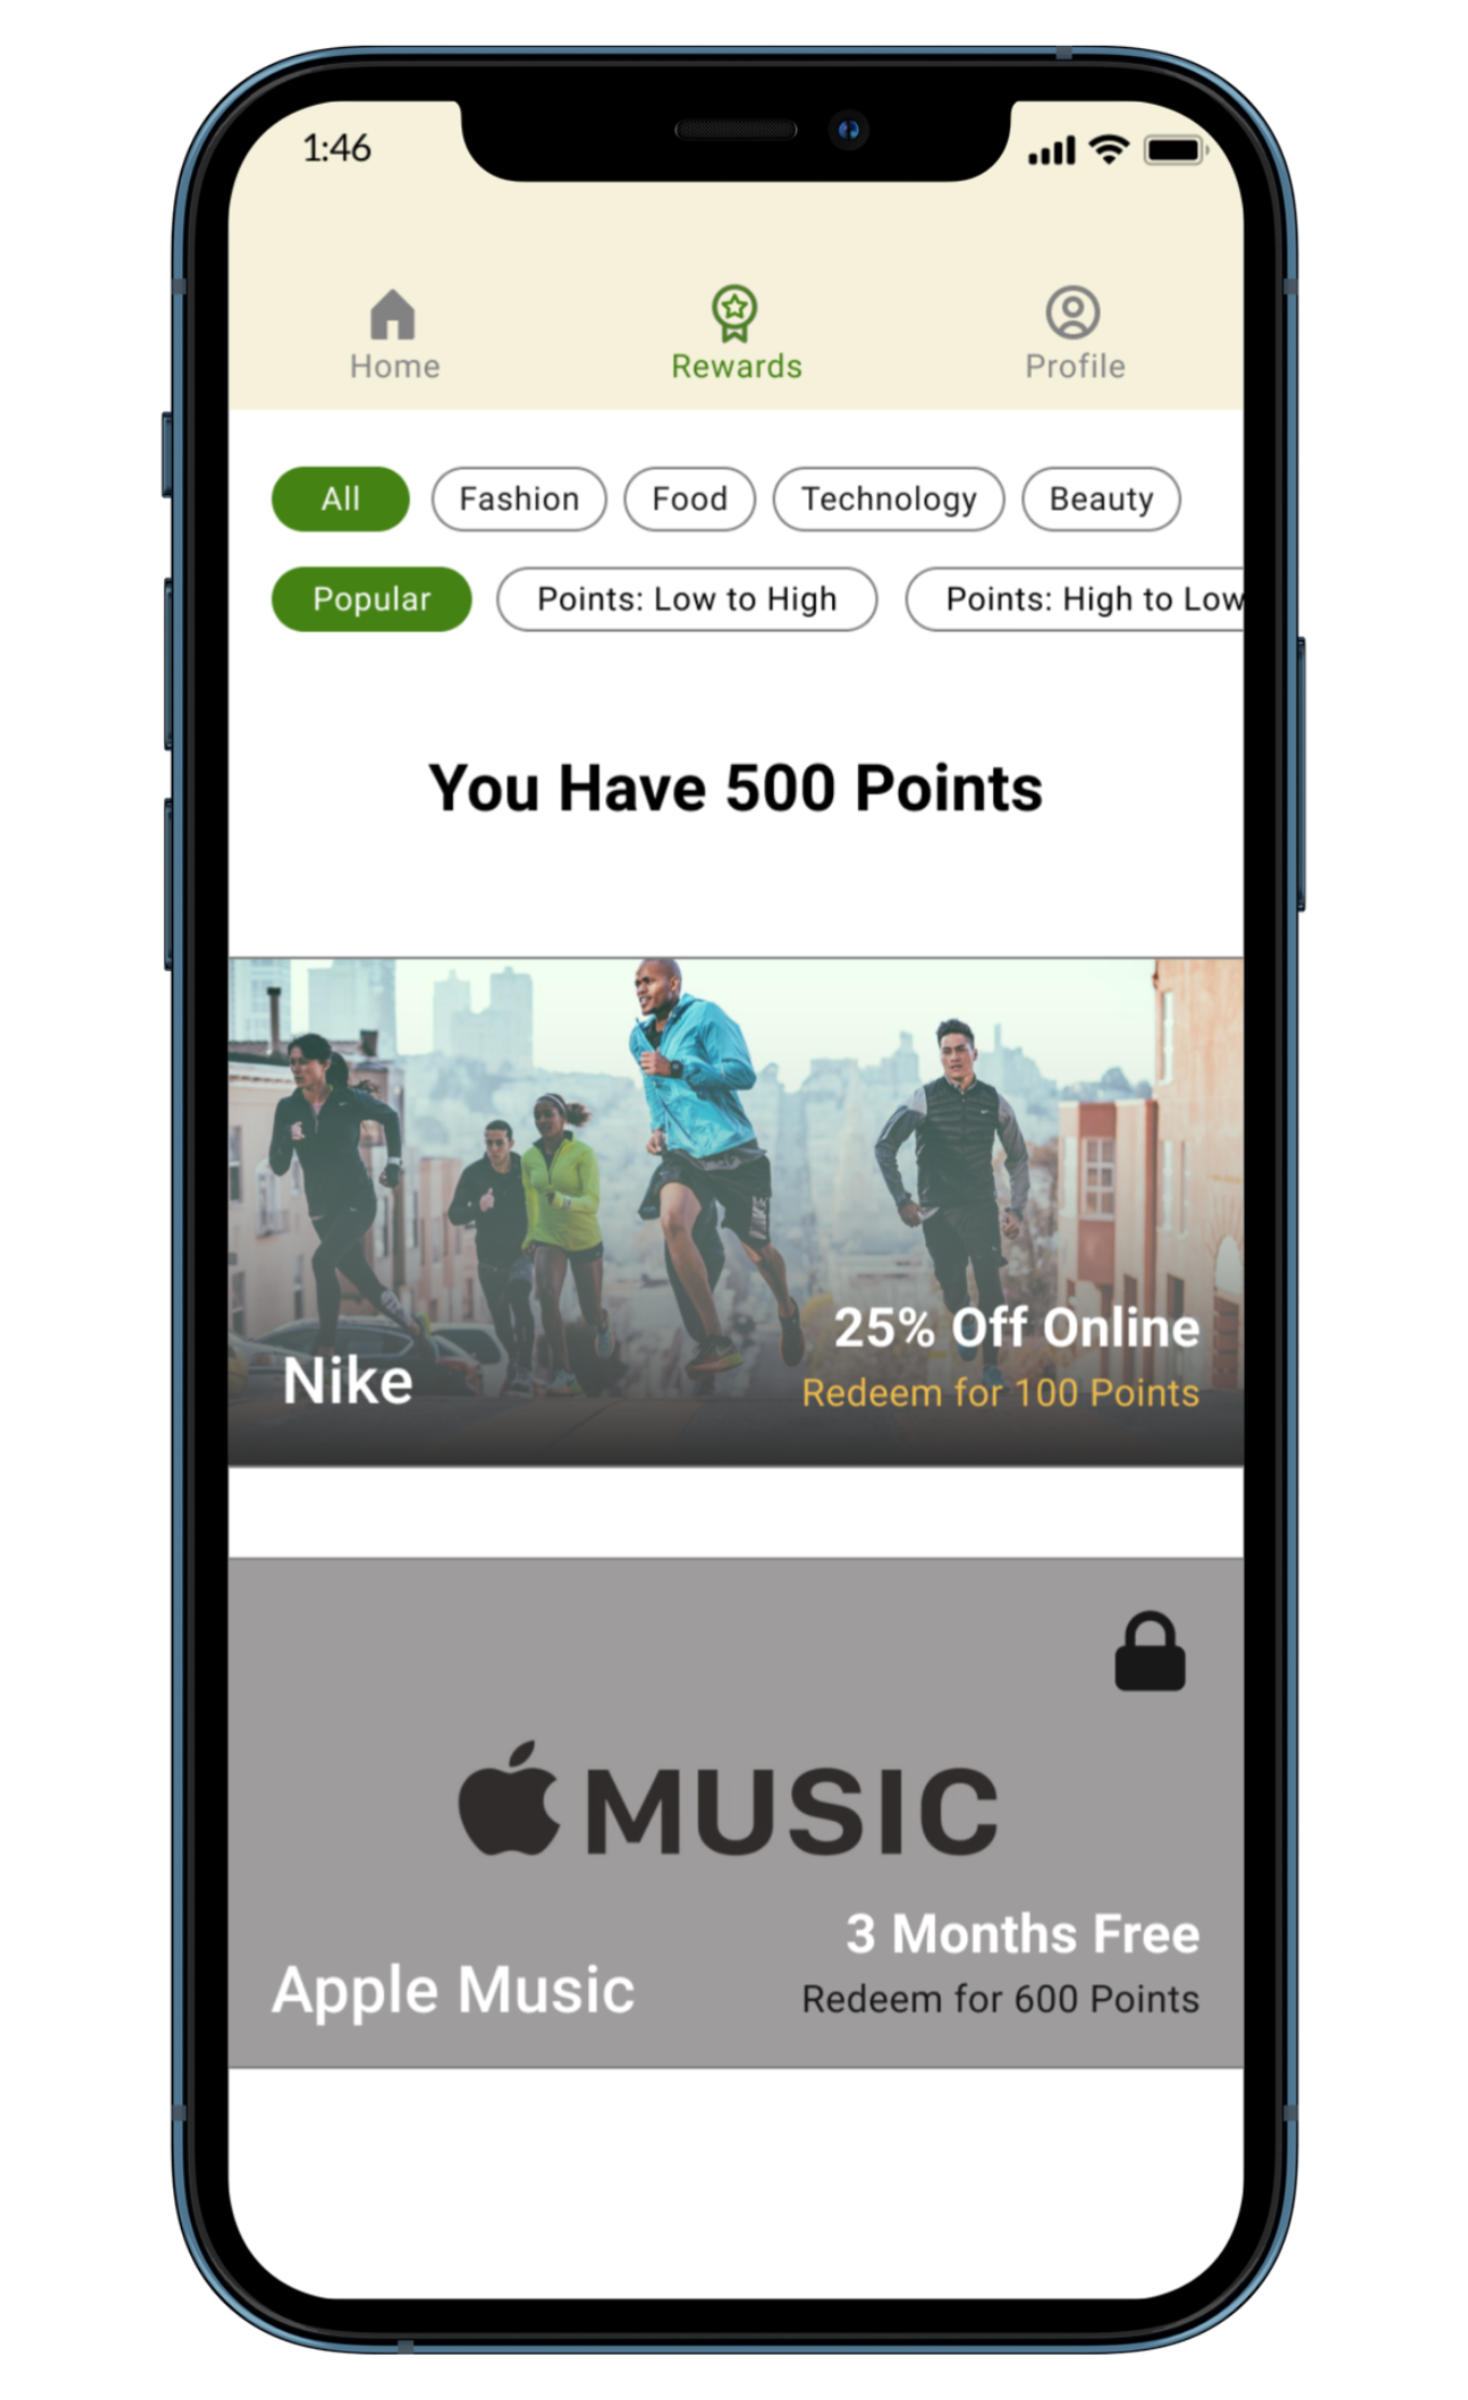 1:46
Home Rewards Profile
All Fashion Food Technology Beauty
Popular Points: Low to High Points: High to Low
You Have 500 Points
NIKE
25% Off Online
Nike
Redeem for 100 Points
MUSIC
3 Months Free
Apple Music
Redeem for 600 Points